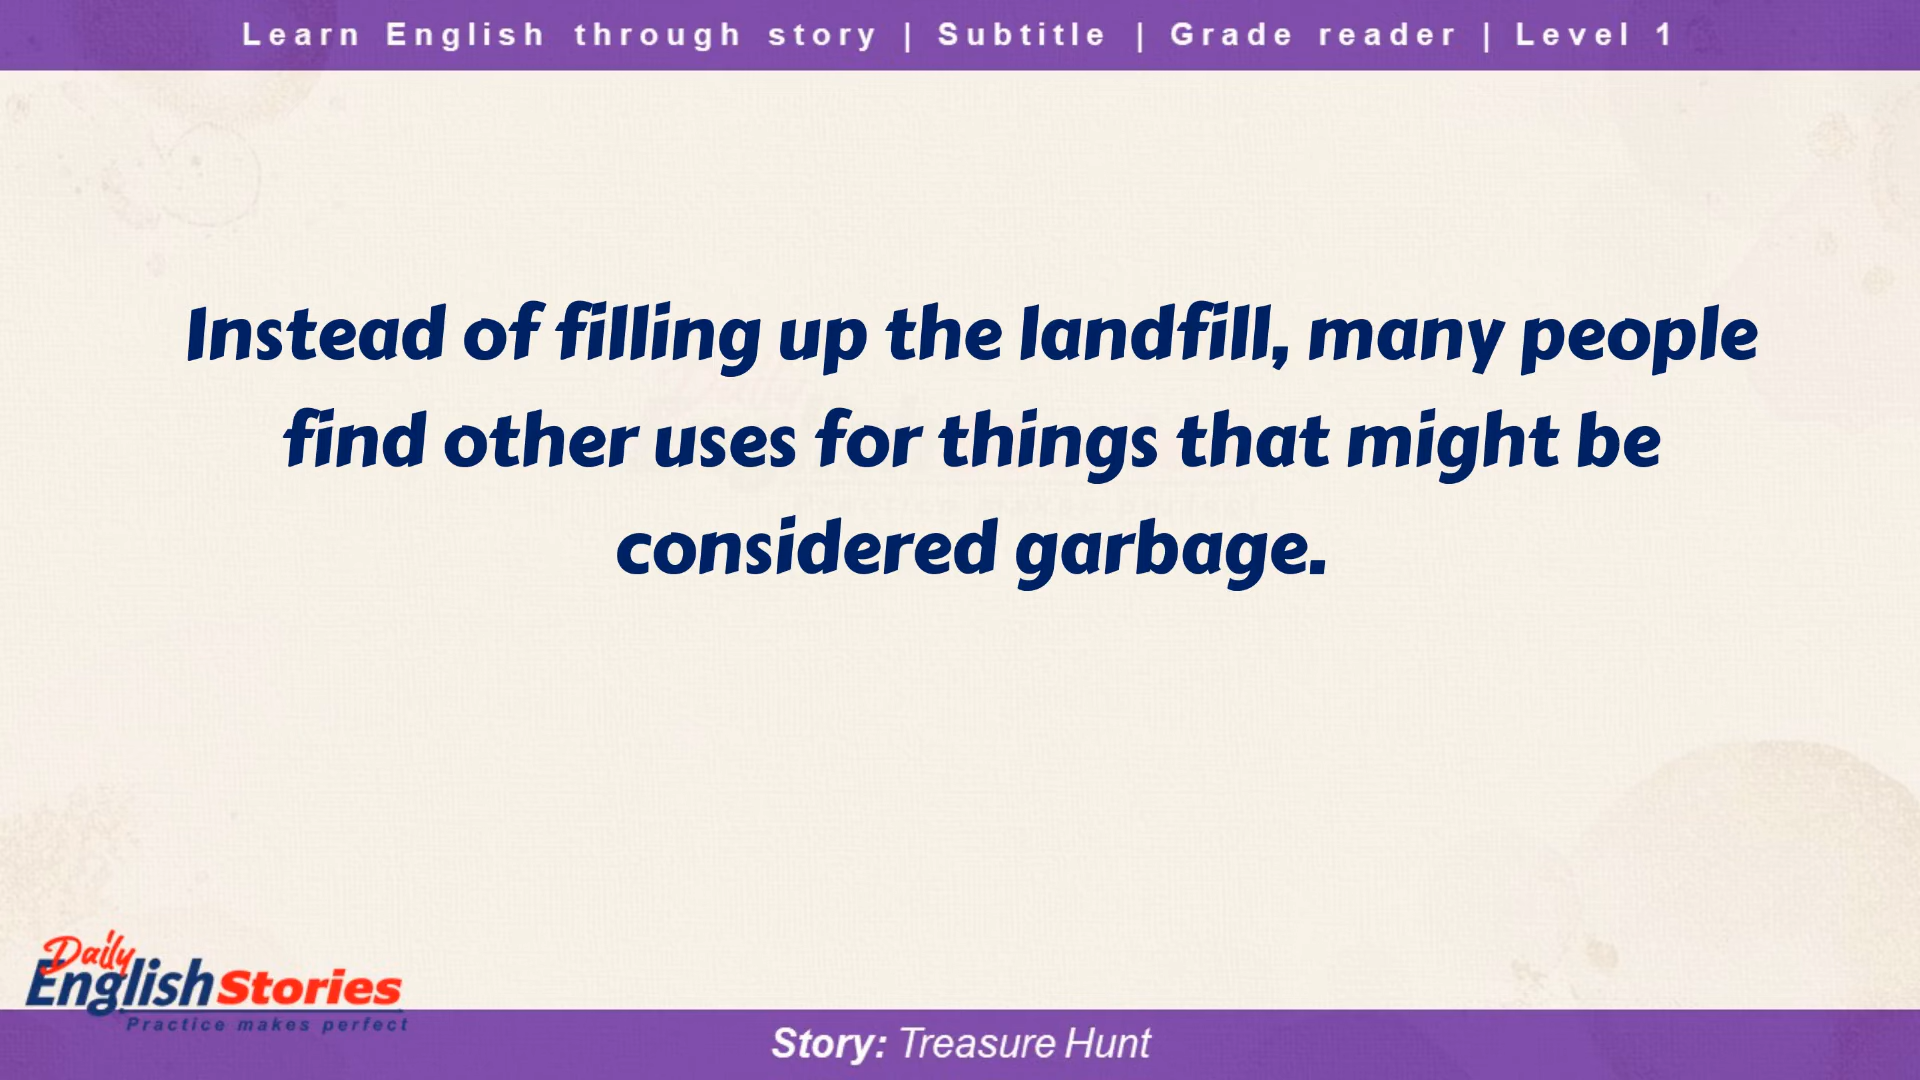 Learn English through story | Subtitle | Grade reader | Level 1
Instead of filling up the landfill, many people
find other uses for things that might be
considered garbage.
Daily
English Stories
Practice makes perfect
Story: Treasure Hunt